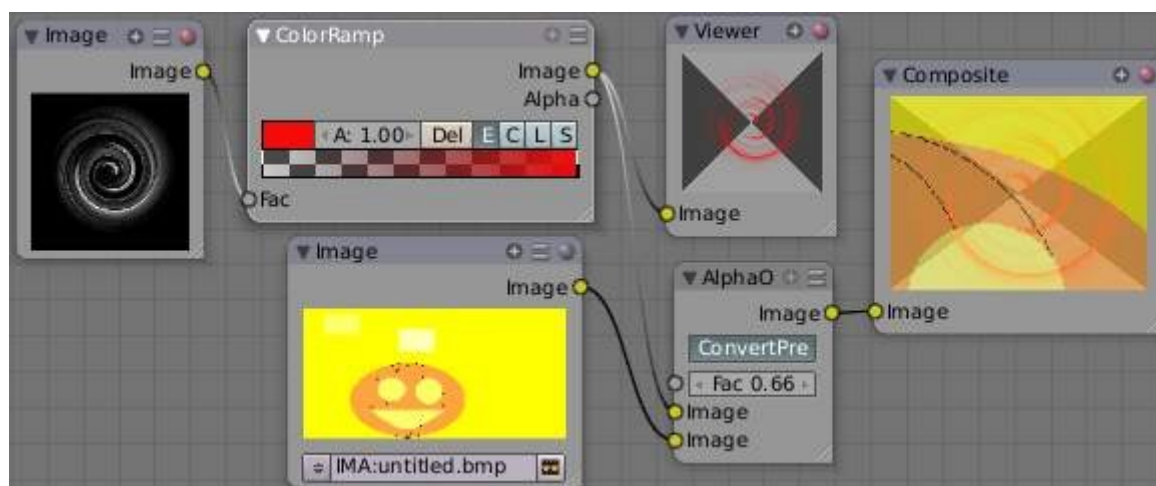 Image
Image
ColorRamp
Image
Alpha
A: 1.00
Del
E
C
L
S
Fac
Viewer
Image
Composite
Image
Image
Image
IMA:untitled.bmp
AlphaO
Image
ConvertPre
Fac 0.66
Image
Image